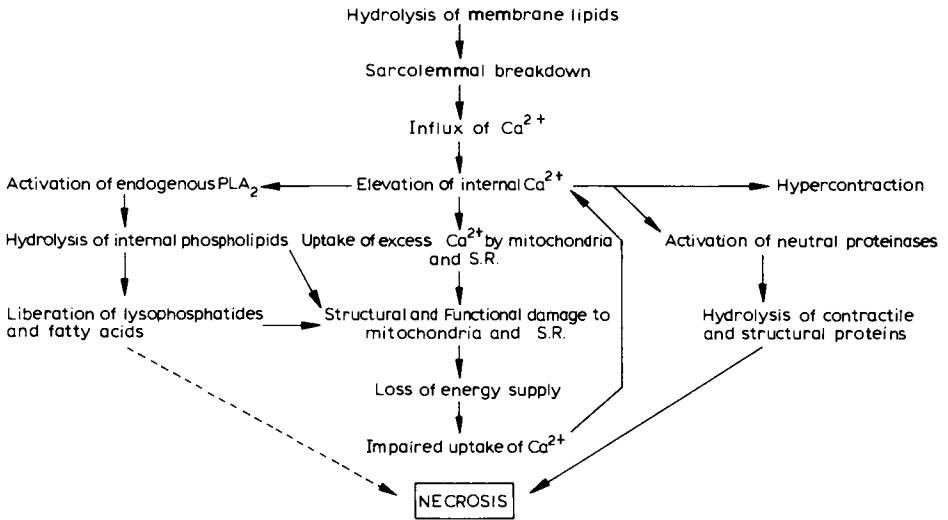 Hydrolysis of membrane lipids
Sarcolemmal breakdown
Influx of Ca2+
Activation of endogenous PLA2
Elevation of internal Ca2+
Hypercontraction
Hydrolysis of internal phospholipids
Uptake of excess Ca2+ by mitochondria
and S.R.
Activation of neutral proteinases
Liberation of lysophosphatides
and fatty acids
Structural and Functional damage to
mitochondria and S.R.
Hydrolysis of contractile
and structural proteins
Loss of energy supply
Impaired uptake of Ca2+
NECROSIS